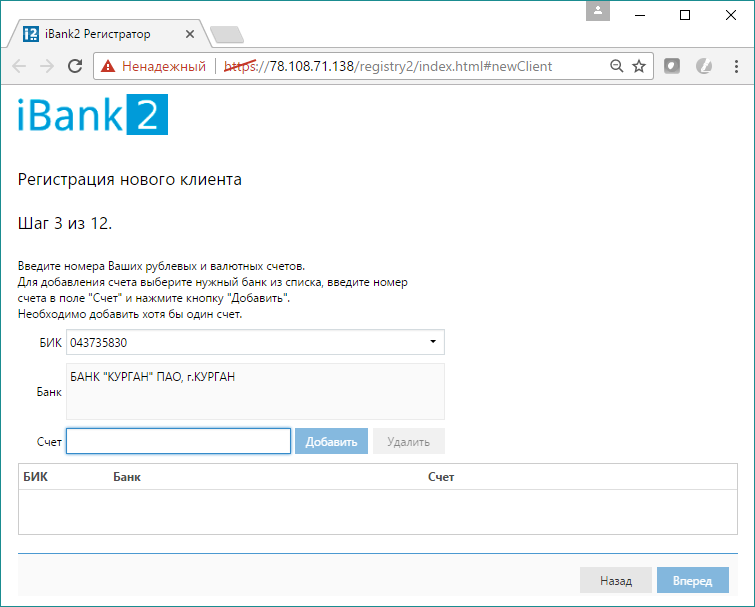 iBank2 Регистратор
Ненадежный https://78.108.71.138/registry2/index.html#newClient
iBank 2
Регистрация нового клиента
Шаг 3 из 12.
Введите номера Ваших рублевых и валютных счетов.
Для добавления счета выберите нужный банк из списка, введите номер
счета в поле "Счет" и нажмите кнопку "Добавить".
Необходимо добавить хотя бы один счет.
БИК 043735830
Банк БАНК "КУРГАН" ПАО, г.КУРГАН
Счет Добавить Удалить
БИК Банк Счет
Назад Вперед